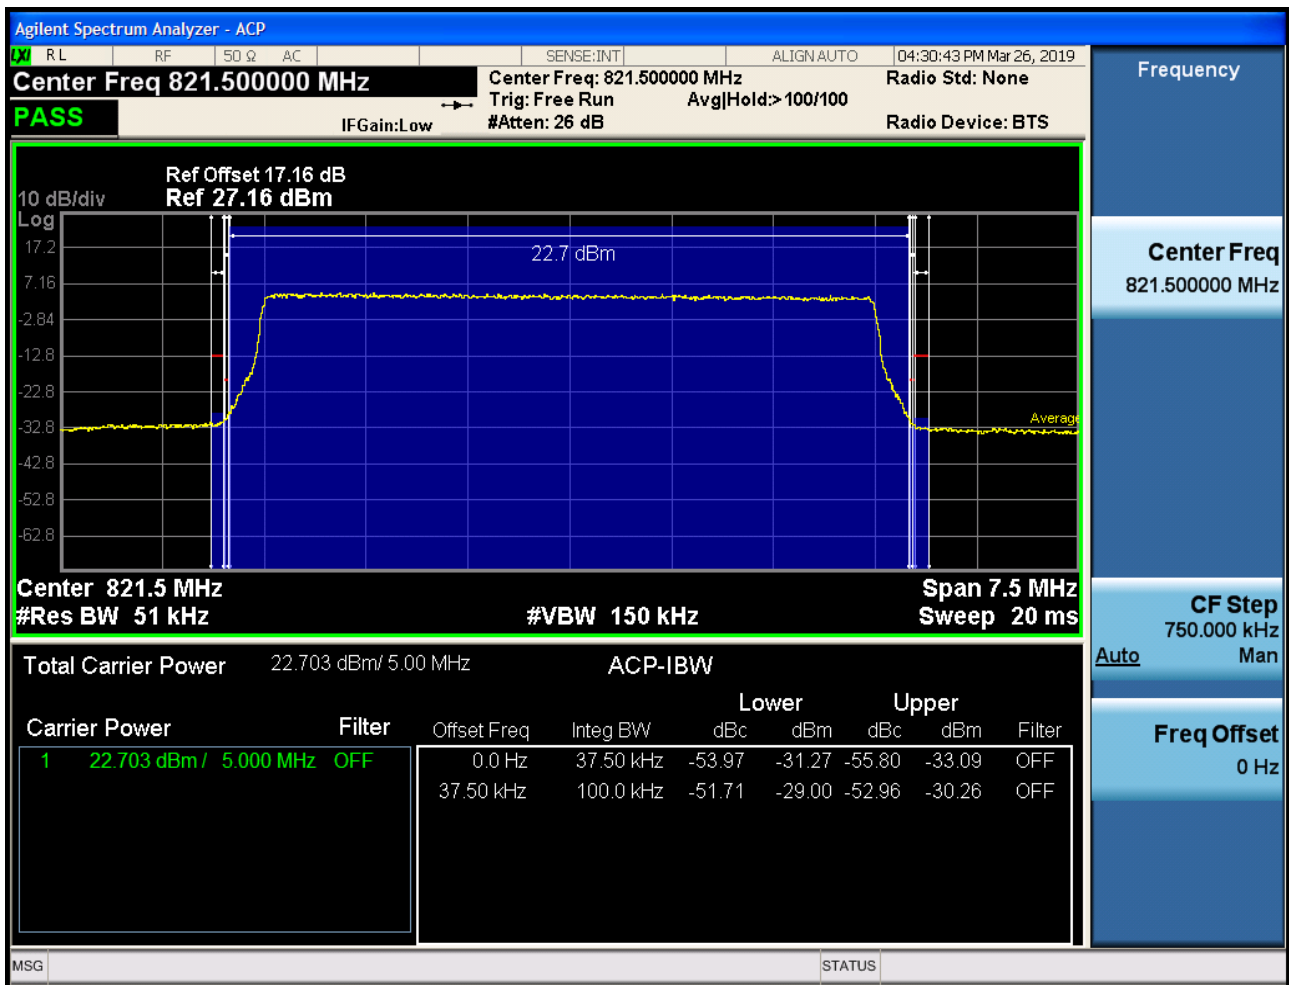 Agilent Spectrum Analyzer - ACP
LXI RL RF 50 Ω AC SENSE:INT ALIGN AUTO 04:30:43 PM Mar 26, 2019
Center Freq 821.500000 MHz Center Freq: 821.500000 MHz Radio Std: None
Trig: Free Run Avg|Hold:> 100/100
PASS IFGain:Low #Atten: 26 dB Radio Device: BTS
Ref Offset 17.16 dB
10 dB/div Ref 27.16 dBm
Log
17.2
22.7 dBm
7.16
-2.84
-12.8
-22.8
Average
-32.8
-42.8
-52.8
-62.8
Center 821.5 MHz Span 7.5 MHz
#Res BW 51 kHz #VBW 150 kHz Sweep 20 ms
Total Carrier Power 22.703 dBm/ 5.00 MHz ACP-IBW
Lower Upper
Carrier Power Filter Offset Freq Integ BW dBc dBm dBc dBm Filter
1 22.703 dBm / 5.000 MHz OFF 0.0 Hz 37.50 kHz -53.97 -31.27 -55.80 -33.09 OFF
37.50 kHz 100.0 kHz -51.71 -29.00 -52.96 -30.26 OFF
Frequency
Center Freq
821.500000 MHz
CF Step
750.000 kHz
Auto Man
Freq Offset
0 Hz
MSG STATUS